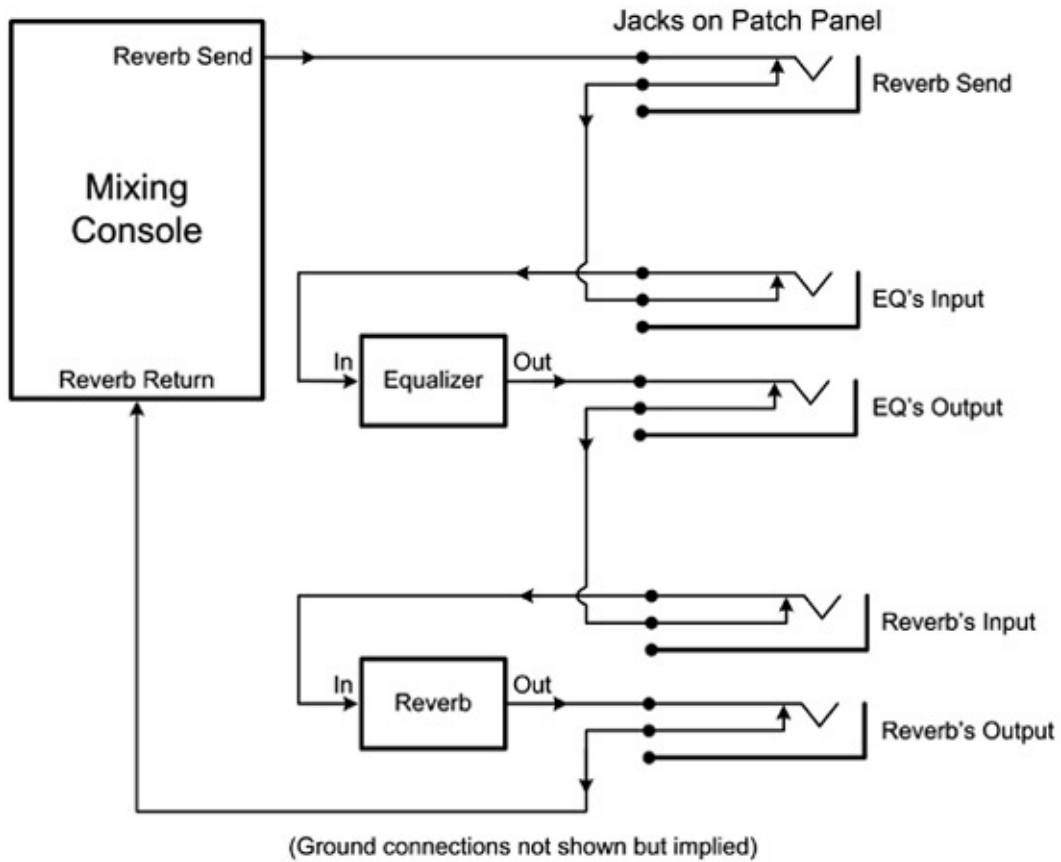 Jacks on Patch Panel
Reverb Send
Reverb Send
Mixing
Console
EQ's Input
In
Out
Equalizer
Reverb Return
EQ's Output
Reverb's Input
In
Out
Reverb
Reverb's Output
(Ground connections not shown but implied)